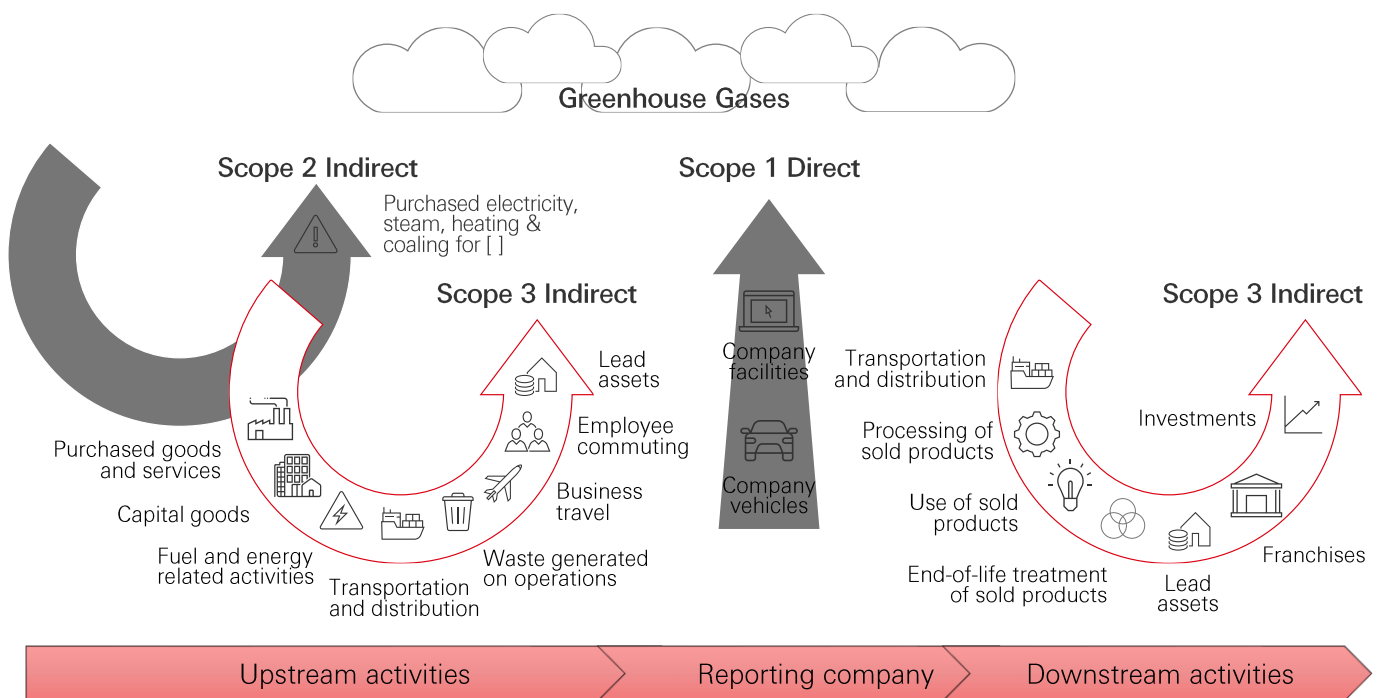 Greenhouse Gases
Scope 2 Indirect
Purchased electricity,
steam, heating &
coaling for [ ]
Scope 3 Indirect
Lead
assets
Employee
commuting
Business
travel
Waste generated
on operations
Transportation
and distribution
Fuel and energy
related activities
Capital goods
Purchased goods
and services
Scope 1 Direct
Company
facilities
Company
vehicles
Scope 3 Indirect
Transportation
and distribution
Processing of
sold products
Use of sold
products
End-of-life treatment
of sold products
Lead
assets
Franchises
Investments
Upstream activities
Reporting company
Downstream activities